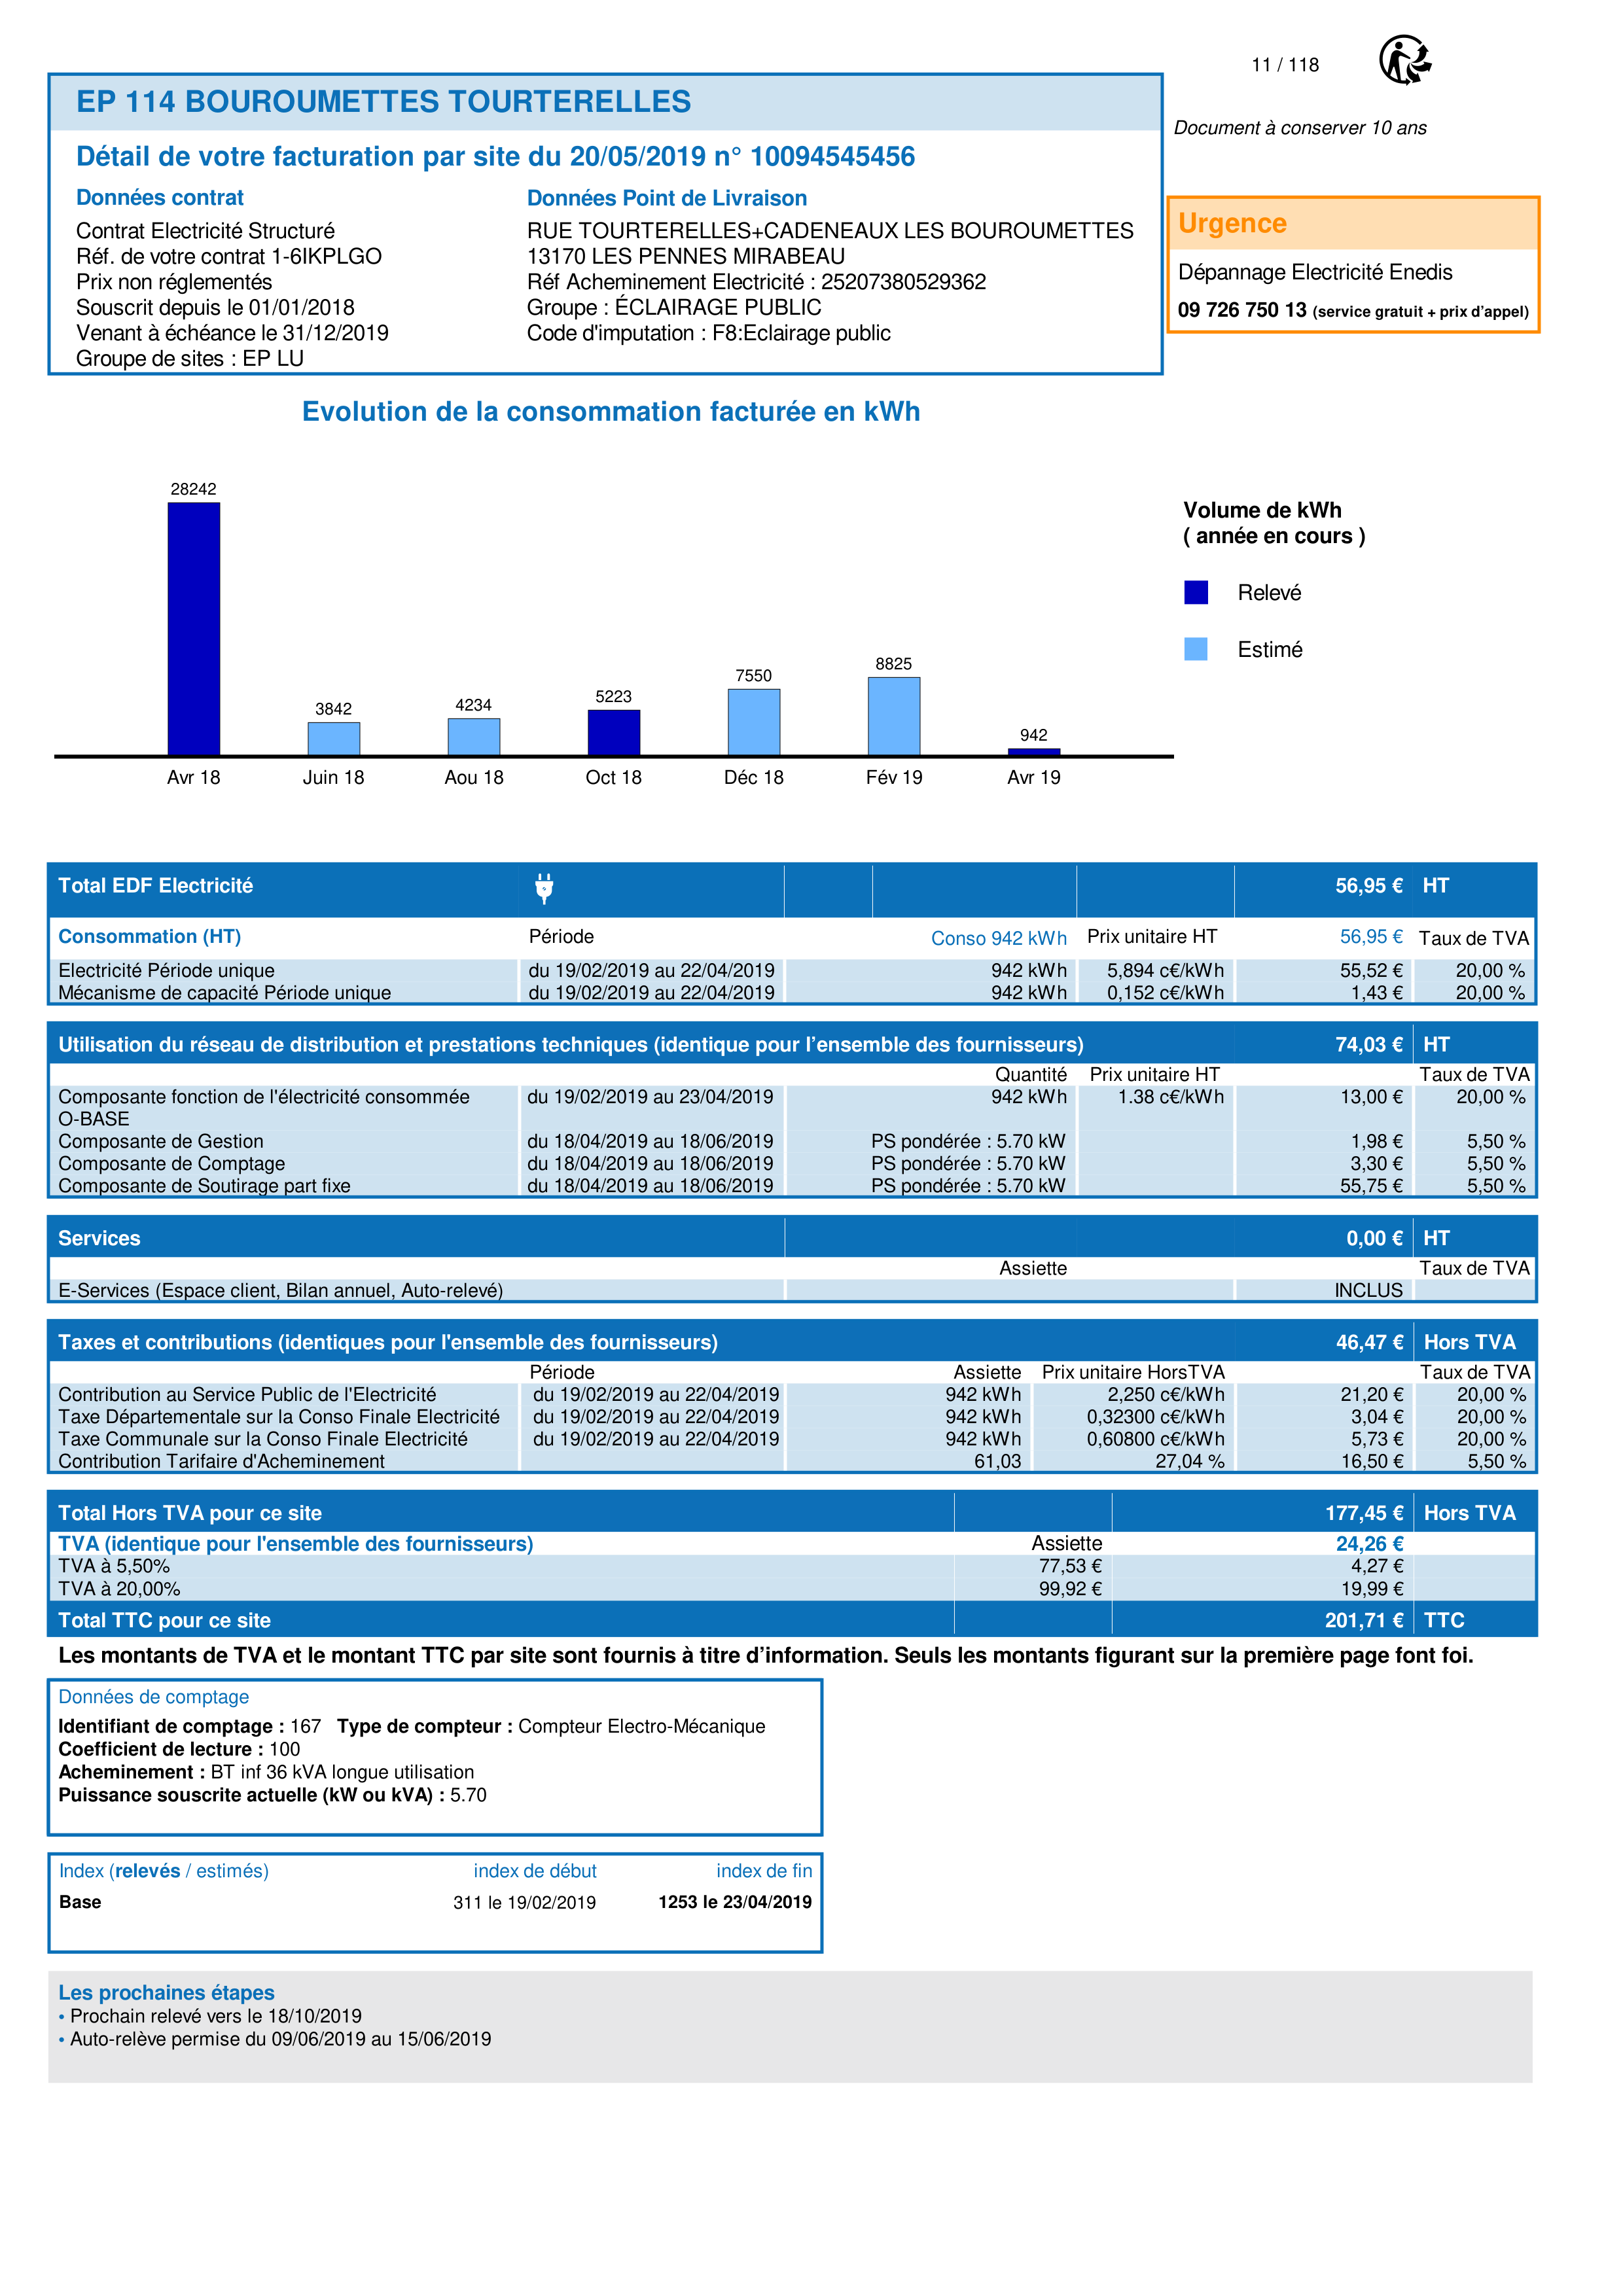 11 / 118
EP 114 BOUROUMETTES TOURTERELLES
Document à conserver 10 ans
Détail de votre facturation par site du 20/05/2019 n° 10094545456
Données contrat
Contrat Electricité Structuré
Réf. de votre contrat 1-6IKPLGO
Prix non réglementés
Souscrit depuis le 01/01/2018
Venant à échéance le 31/12/2019
Groupe de sites : EP LU
Données Point de Livraison
RUE TOURTERELLES+CADENEAUX LES BOUROUMETTES
13170 LES PENNES MIRABEAU
Réf Acheminement Electricité : 25207380529362
Groupe : ÉCLAIRAGE PUBLIC
Code d'imputation : F8:Eclairage public
Urgence
Dépannage Electricité Enedis
09 726 750 13 (service gratuit + prix d’appel)
Evolution de la consommation facturée en kWh
28242
3842
4234
5223
7550
8825
942
Avr 18 Juin 18 Aou 18 Oct 18 Déc 18 Fév 19 Avr 19
Volume de kWh
( année en cours )
Relevé
Estimé
Total EDF Electricité 56,95 € HT
Consommation (HT) Période Conso 942 kWh Prix unitaire HT 56,95 € Taux de TVA
Electricité Période unique du 19/02/2019 au 22/04/2019 942 kWh 5,894 c€/kWh 55,52 € 20,00 %
Mécanisme de capacité Période unique du 19/02/2019 au 22/04/2019 942 kWh 0,152 c€/kWh 1,43 € 20,00 %
Utilisation du réseau de distribution et prestations techniques (identique pour l’ensemble des fournisseurs) 74,03 € HT
Quantité Prix unitaire HT Taux de TVA
Composante fonction de l'électricité consommée du 19/02/2019 au 23/04/2019 942 kWh 1.38 c€/kWh 13,00 € 20,00 %
O-BASE
Composante de Gestion du 18/04/2019 au 18/06/2019 PS pondérée : 5.70 kW 1,98 € 5,50 %
Composante de Comptage du 18/04/2019 au 18/06/2019 PS pondérée : 5.70 kW 3,30 € 5,50 %
Composante de Soutirage part fixe du 18/04/2019 au 18/06/2019 PS pondérée : 5.70 kW 55,75 € 5,50 %
Services 0,00 € HT
Assiette Taux de TVA
E-Services (Espace client, Bilan annuel, Auto-relevé) INCLUS
Taxes et contributions (identiques pour l'ensemble des fournisseurs) 46,47 € Hors TVA
Période Assiette Prix unitaire HorsTVA Taux de TVA
Contribution au Service Public de l'Electricité du 19/02/2019 au 22/04/2019 942 kWh 2,250 c€/kWh 21,20 € 20,00 %
Taxe Départementale sur la Conso Finale Electricité du 19/02/2019 au 22/04/2019 942 kWh 0,32300 c€/kWh 3,04 € 20,00 %
Taxe Communale sur la Conso Finale Electricité du 19/02/2019 au 22/04/2019 942 kWh 0,60800 c€/kWh 5,73 € 20,00 %
Contribution Tarifaire d'Acheminement 61,03 27,04 % 16,50 € 5,50 %
Total Hors TVA pour ce site 177,45 € Hors TVA
TVA (identique pour l'ensemble des fournisseurs) Assiette 24,26 €
TVA à 5,50% 77,53 € 4,27 €
TVA à 20,00% 99,92 € 19,99 €
Total TTC pour ce site 201,71 € TTC
Les montants de TVA et le montant TTC par site sont fournis à titre d’information. Seuls les montants figurant sur la première page font foi.
Données de comptage
Identifiant de comptage : 167 Type de compteur : Compteur Electro-Mécanique
Coefficient de lecture : 100
Acheminement : BT inf 36 kVA longue utilisation
Puissance souscrite actuelle (kW ou kVA) : 5.70
Index (relevés / estimés) index de début index de fin
Base 311 le 19/02/2019 1253 le 23/04/2019
Les prochaines étapes
• Prochain relevé vers le 18/10/2019
• Auto-relève permise du 09/06/2019 au 15/06/2019